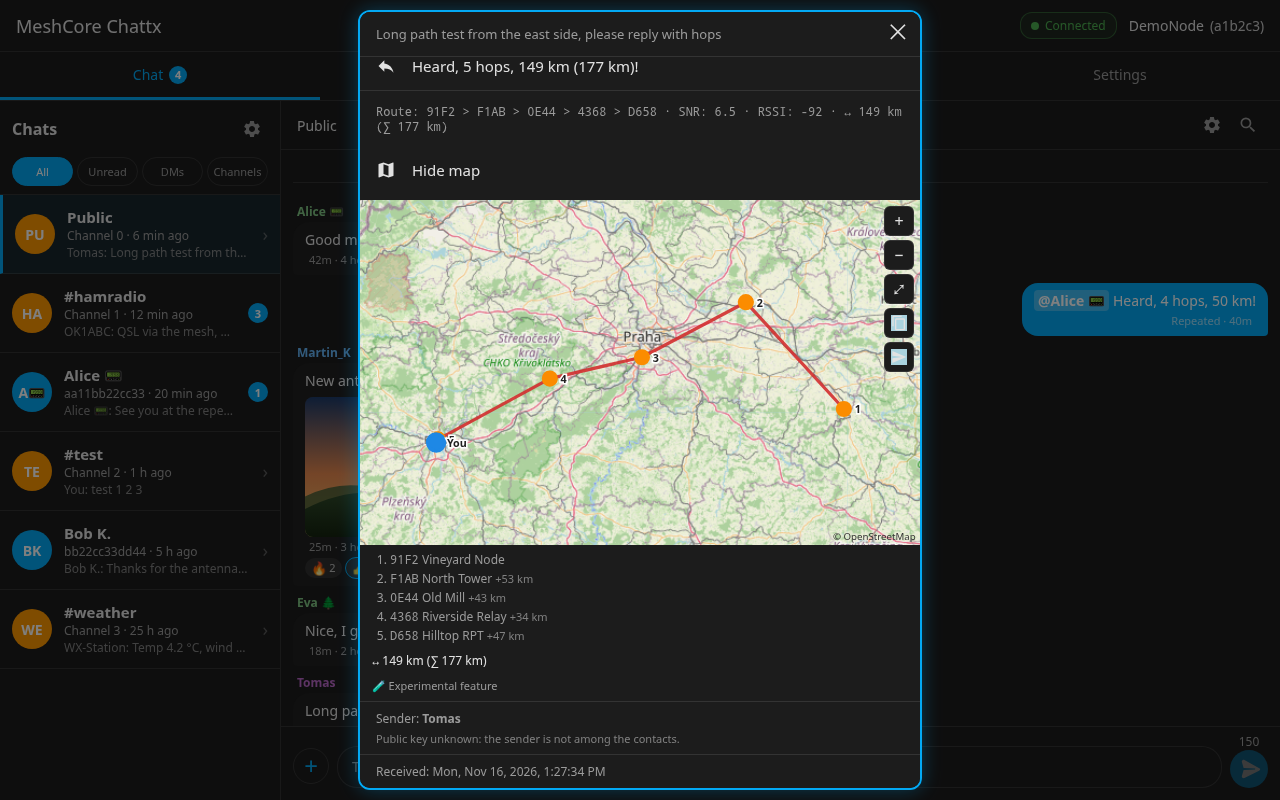 MeshCore Chattx
Connected
DemoNode (a1b2c3)
Chat 4
Settings
Chats
All
Unread
DMs
Channels
PU
Public
Channel 0 · 6 min ago
Tomas: Long path test from th…
HA
#hamradio
Channel 1 · 12 min ago
OK1ABC: QSL via the mesh, …
3
A📟
Alice 📟
aa11bb22cc33 · 20 min ago
Alice 📟: See you at the repe…
1
TE
#test
Channel 2 · 1 h ago
You: test 1 2 3
BK
Bob K.
bb22cc33dd44 · 5 h ago
Bob K.: Thanks for the antenna…
WE
#weather
Channel 3 · 25 h ago
WX-Station: Temp 4.2 °C, wind …
Public
Alice 📟
Good m
42m · 4 h
@Alice 📟 Heard, 4 hops, 50 km!
Repeated · 40m
Martin_K
New ant
25m · 3 h
🔥 2
Eva 🌲
Nice, I g
18m · 2 h
Tomas
Long pa
150
Long path test from the east side, please reply with hops
Heard, 5 hops, 149 km (177 km)!
Route: 91F2 > F1AB > 0E44 > 4368 > D658 · SNR: 6.5 · RSSI: -92 · ↔ 149 km
(∑ 177 km)
Hide map
+
−
⤢
Středočeský
kraj
CHKO Křivoklátsko
Praha
Plzeňský
kraj
2
3
4
1
You
© OpenStreetMap
1. 91F2 Vineyard Node
2. F1AB North Tower +53 km
3. 0E44 Old Mill +43 km
4. 4368 Riverside Relay +34 km
5. D658 Hilltop RPT +47 km
↔ 149 km (∑ 177 km)
🧪 Experimental feature
Sender: Tomas
Public key unknown: the sender is not among the contacts.
Received: Mon, Nov 16, 2026, 1:27:34 PM